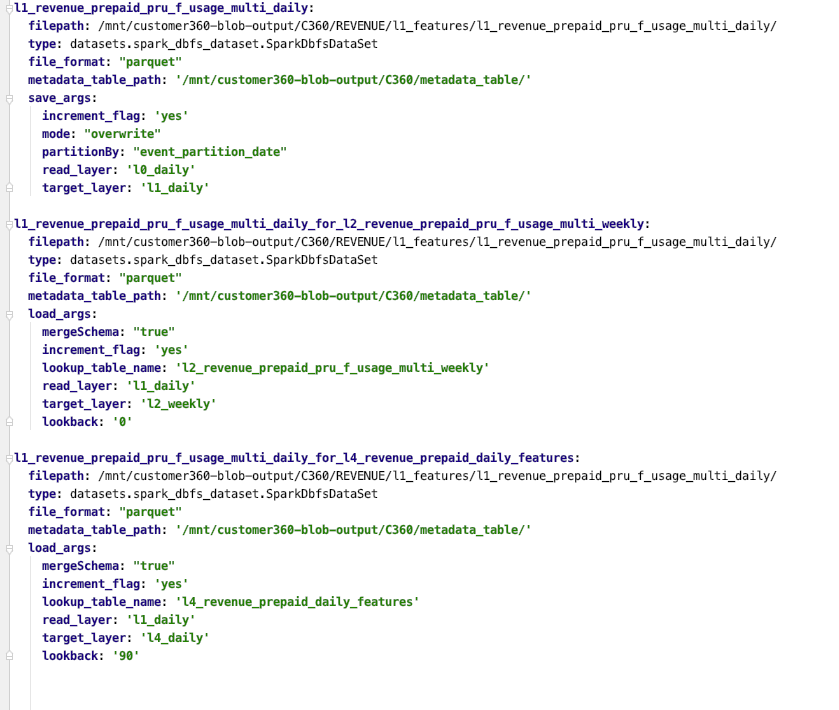 l1_revenue_prepaid_pru_f_usage_multi_daily:
  filepath: /mnt/customer360-blob-output/C360/REVENUE/l1_features/l1_revenue_prepaid_pru_f_usage_multi_daily/
  type: datasets.spark_dbfs_dataset.SparkDbfsDataSet
  file_format: "parquet"
  metadata_table_path: '/mnt/customer360-blob-output/C360/metadata_table/'
  save_args:
    increment_flag: 'yes'
    mode: "overwrite"
    partitionBy: "event_partition_date"
    read_layer: 'l0_daily'
    target_layer: 'l1_daily'

l1_revenue_prepaid_pru_f_usage_multi_daily_for_l2_revenue_prepaid_pru_f_usage_multi_weekly:
  filepath: /mnt/customer360-blob-output/C360/REVENUE/l1_features/l1_revenue_prepaid_pru_f_usage_multi_daily/
  type: datasets.spark_dbfs_dataset.SparkDbfsDataSet
  file_format: "parquet"
  metadata_table_path: '/mnt/customer360-blob-output/C360/metadata_table/'
  load_args:
    mergeSchema: "true"
    increment_flag: 'yes'
    lookup_table_name: 'l2_revenue_prepaid_pru_f_usage_multi_weekly'
    read_layer: 'l1_daily'
    target_layer: 'l2_weekly'
    lookback: '0'

l1_revenue_prepaid_pru_f_usage_multi_daily_for_l4_revenue_prepaid_daily_features:
  filepath: /mnt/customer360-blob-output/C360/REVENUE/l1_features/l1_revenue_prepaid_pru_f_usage_multi_daily/
  type: datasets.spark_dbfs_dataset.SparkDbfsDataSet
  file_format: "parquet"
  metadata_table_path: '/mnt/customer360-blob-output/C360/metadata_table/'
  load_args:
    mergeSchema: "true"
    increment_flag: 'yes'
    lookup_table_name: 'l4_revenue_prepaid_daily_features'
    read_layer: 'l1_daily'
    target_layer: 'l4_daily'
    lookback: '90'